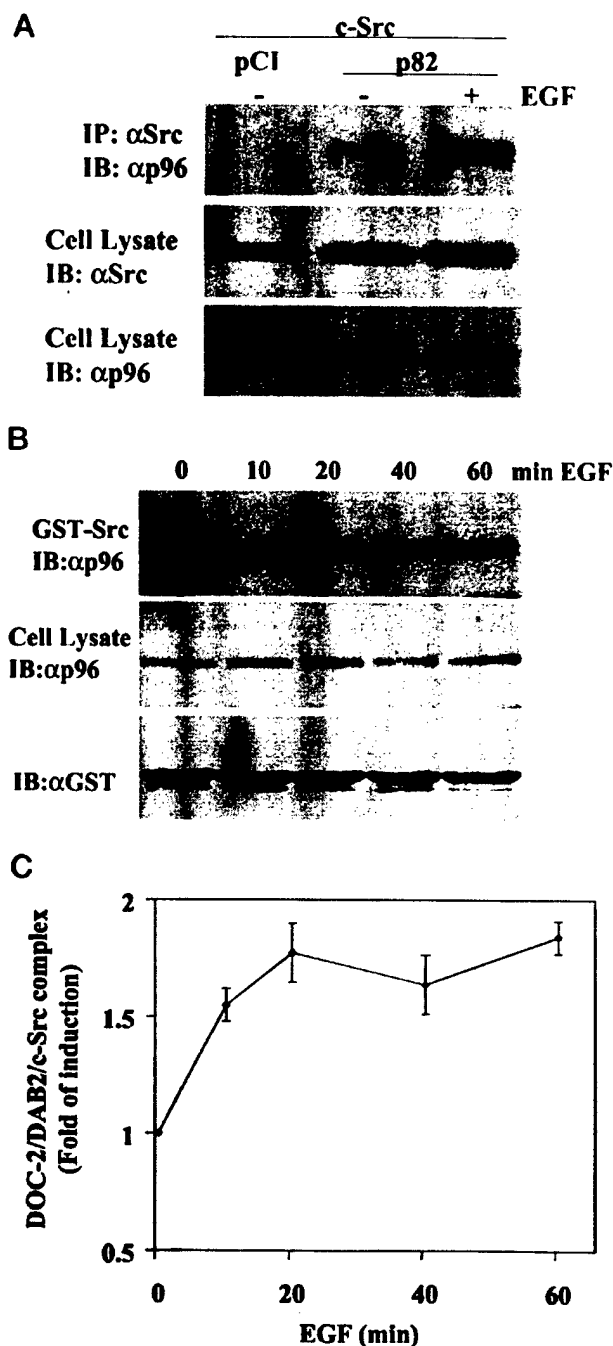 A
c-Src
pCI p82
- - + EGF
IP: αSrc
IB: αp96
Cell Lysate
IB: αSrc
Cell Lysate
IB: αp96
B
0 10 20 40 60 min EGF
GST-Src
IB:αp96
Cell Lysate
IB:αp96
IB:αGST
C
DOC-2/DAB2/c-Src complex
(Fold of induction)
2
1.5
1
0.5
0 20 40 60
EGF (min)